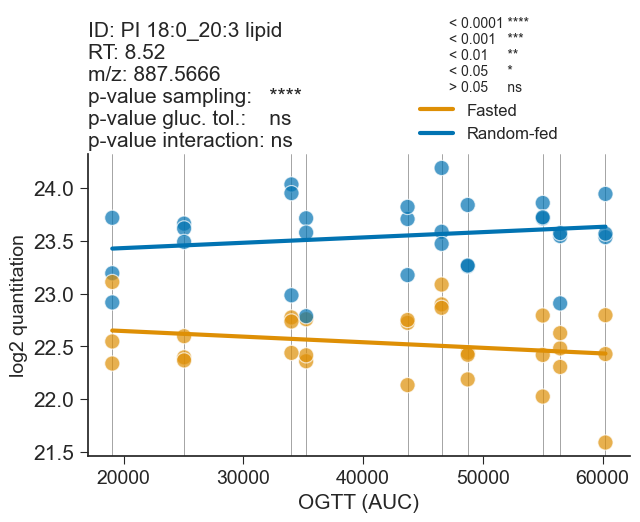 ID: PI 18:0_20:3 lipid
RT: 8.52
m/z: 887.5666
p-value sampling: ****
p-value gluc. tol.: ns
p-value interaction: ns
< 0.0001 ****
< 0.001 ***
< 0.01 **
< 0.05 *
> 0.05 ns
Fasted
Random-fed
log2 quantitation
24.0
23.5
23.0
22.5
22.0
21.5
20000 30000 40000 50000 60000
OGTT (AUC)